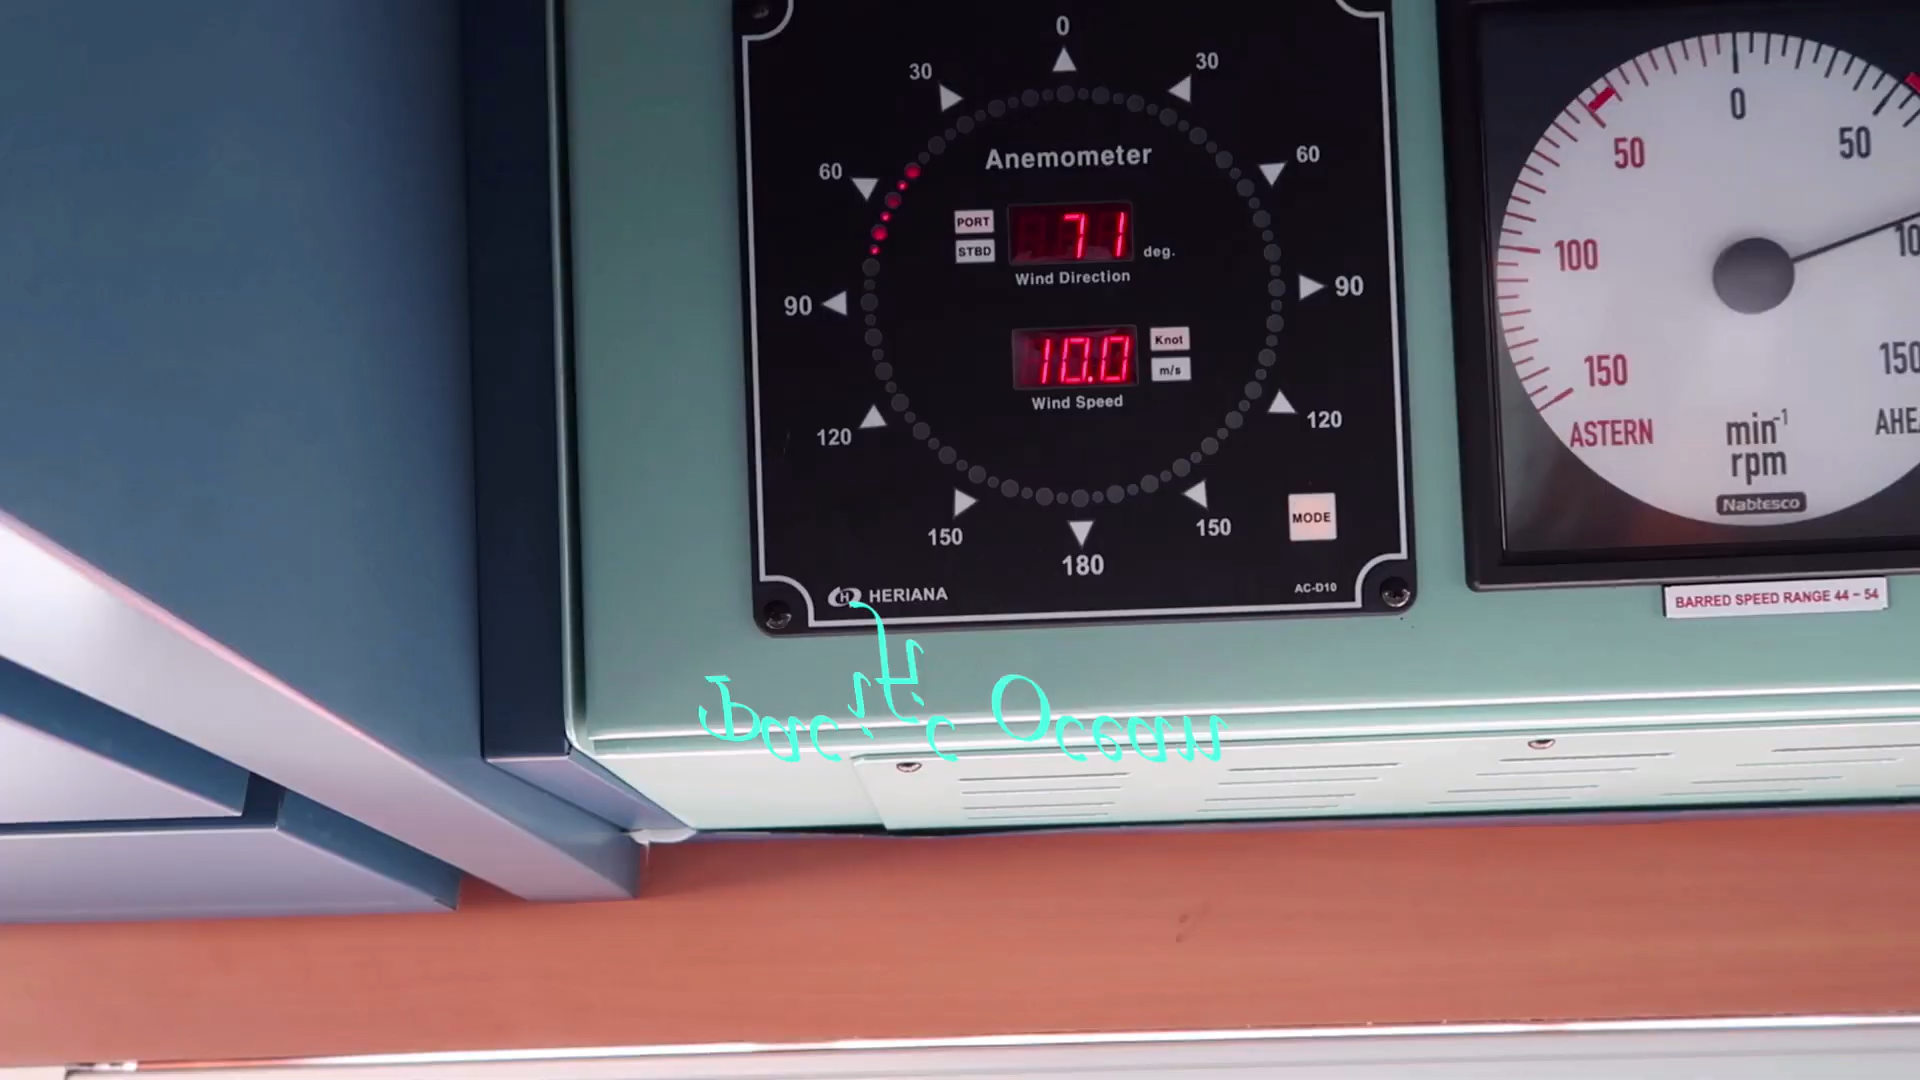 0
30 30
60 60
90 90
120 120
150 150
180
Anemometer
PORT
STBD
71 deg.
Wind Direction
10.0
Knot
m/s
Wind Speed
MODE
HERIANA
AC-D10
0
50 50
100
150 150
ASTERN
min-1
rpm
Nabtesco
BARRED SPEED RANGE 44 ~ 54
Pacific Ocean